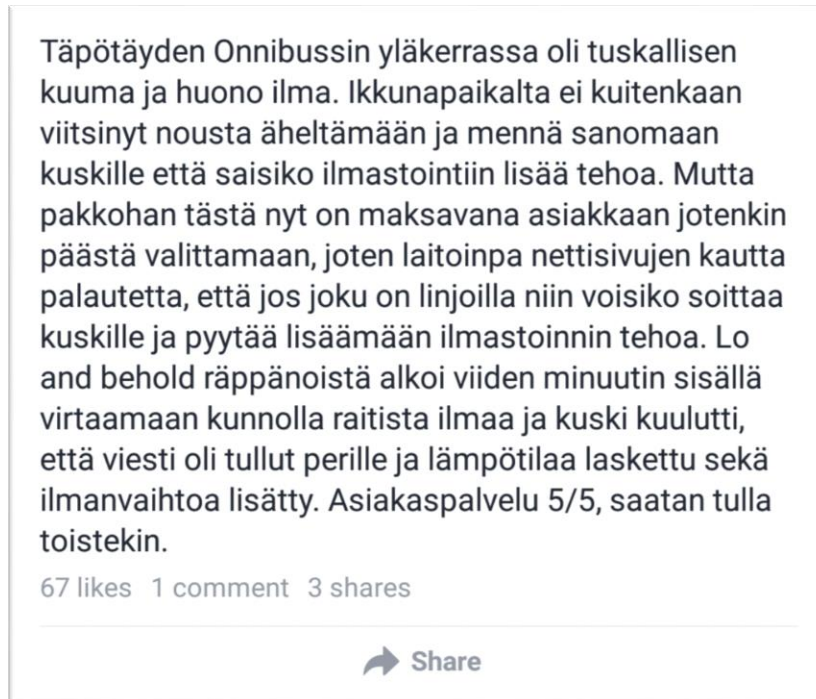 Täpötäyden Onnibussin yläkerrassa oli tuskallisen
kuuma ja huono ilma. Ikkunapaikalta ei kuitenkaan
viitsinyt nousta äheltämään ja mennä sanomaan
kuskille että saisiko ilmastointiin lisää tehoa. Mutta
pakkohan tästä nyt on maksavana asiakkaan jotenkin
päästä valittamaan, joten laitoinpa nettisivujen kautta
palautetta, että jos joku on linjoilla niin voisiko soittaa
kuskille ja pyytää lisäämään ilmastoinnin tehoa. Lo
and behold räppänoistä alkoi viiden minuutin sisällä
virtaamaan kunnolla raitista ilmaa ja kuski kuulutti,
että viesti oli tullut perille ja lämpötilaa laskettu sekä
ilmanvaihtoa lisätty. Asiakaspalvelu 5/5, saatan tulla
toistekin.
67 likes 1 comment 3 shares
Share